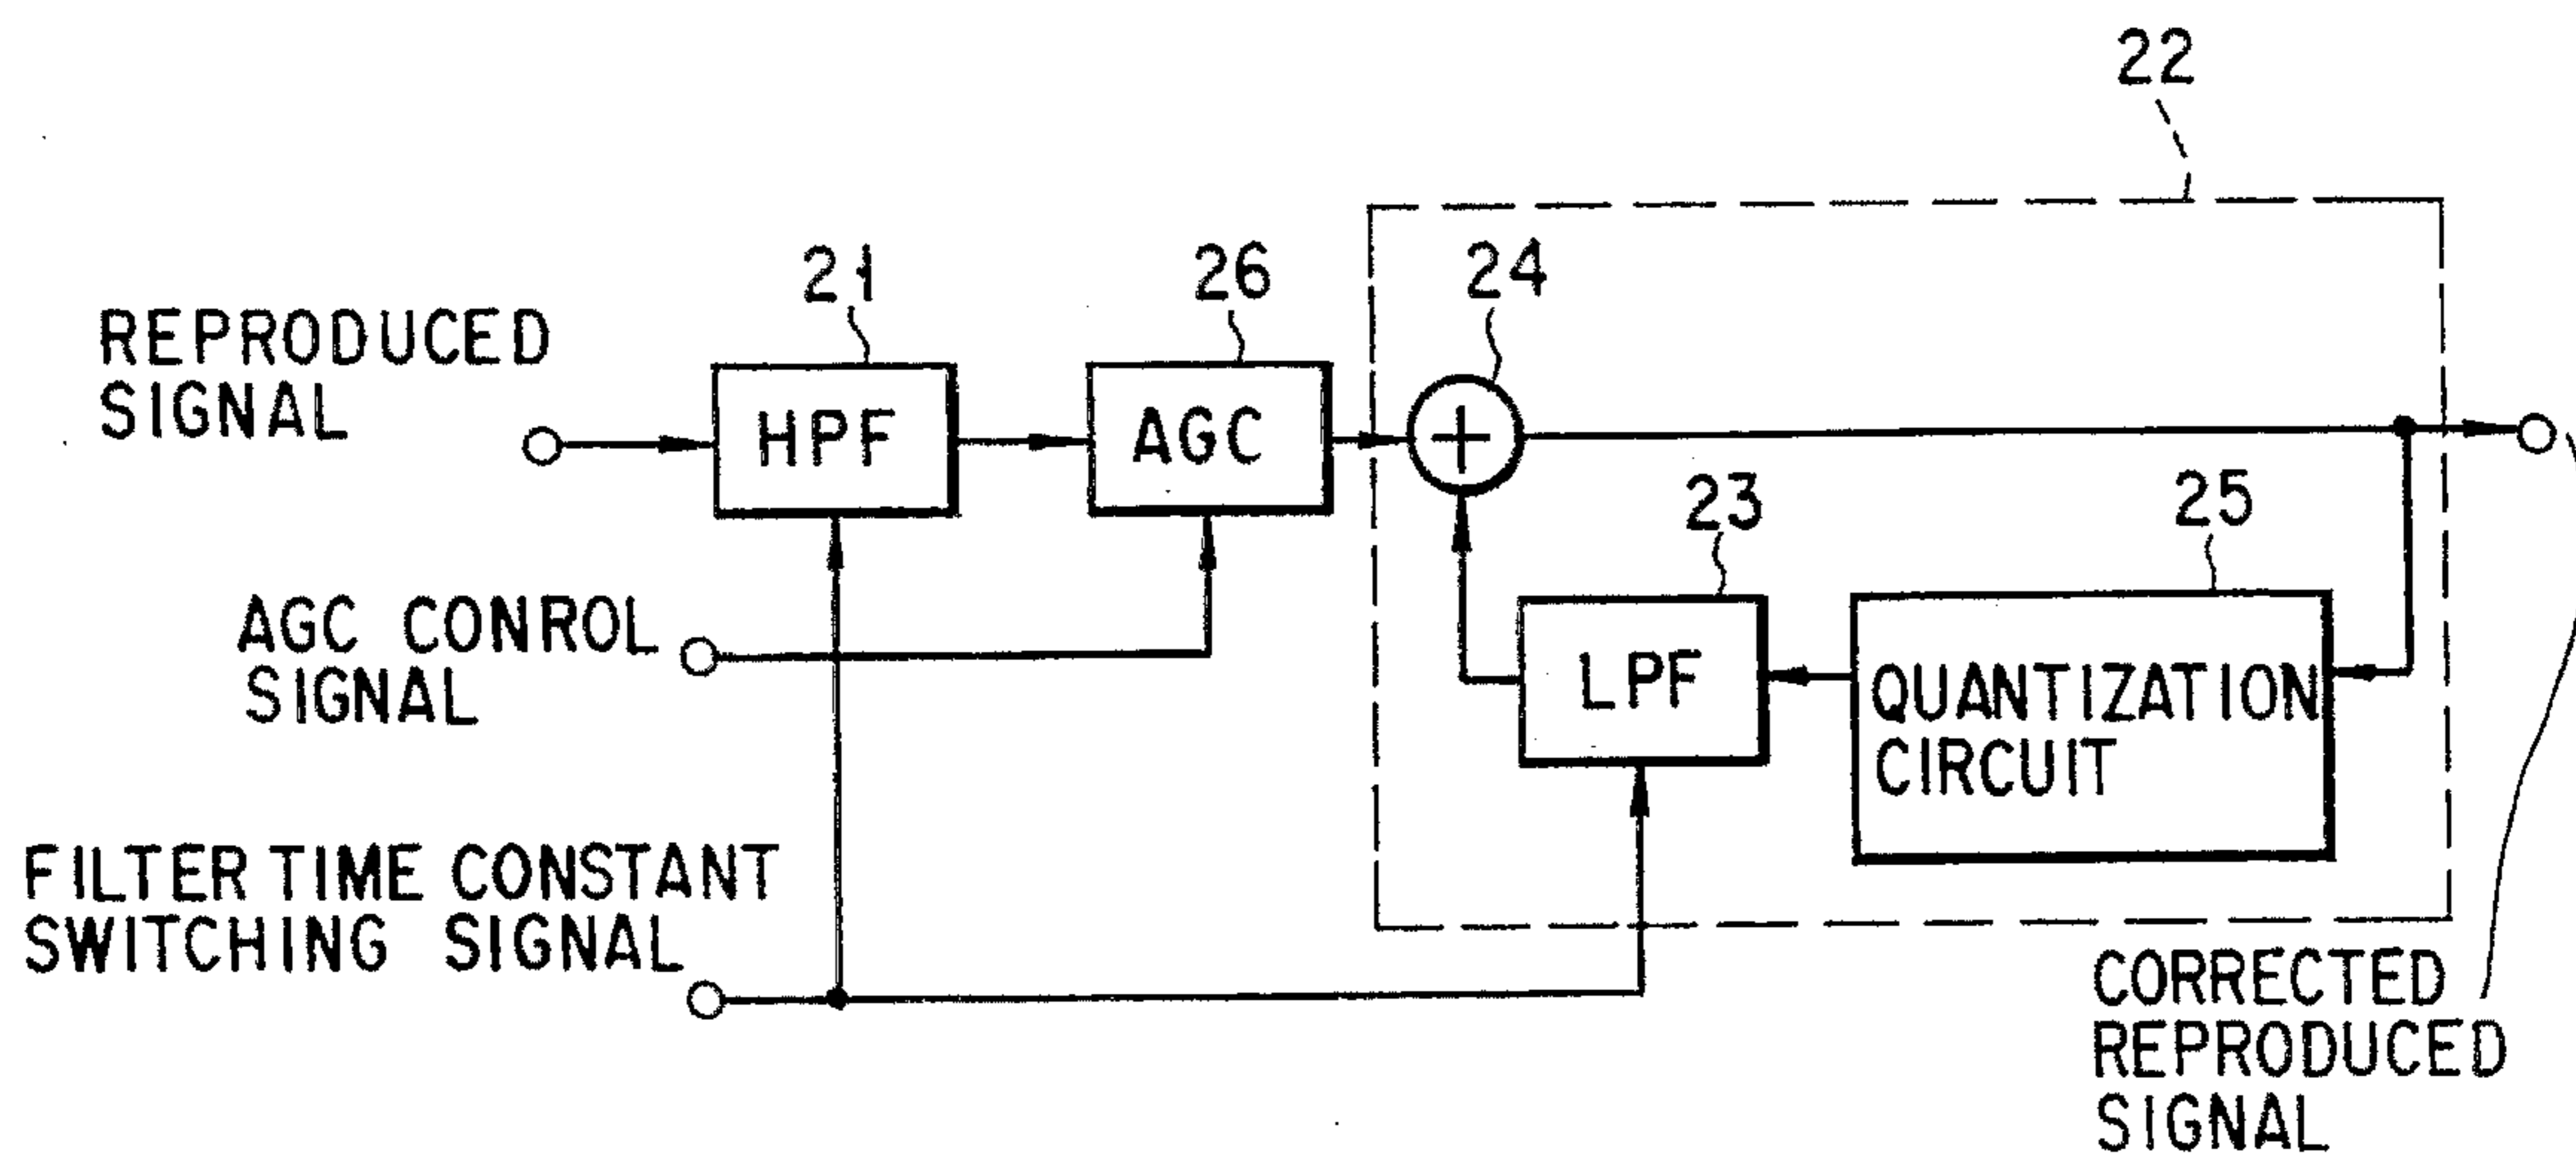 22
21
26
24
REPRODUCED
SIGNAL
HPF
AGC
+
23
25
AGC CONROL
SIGNAL
LPF
QUANTIZATION
CIRCUIT
FILTER TIME CONSTANT
SWITCHING SIGNAL
CORRECTED
REPRODUCED
SIGNAL